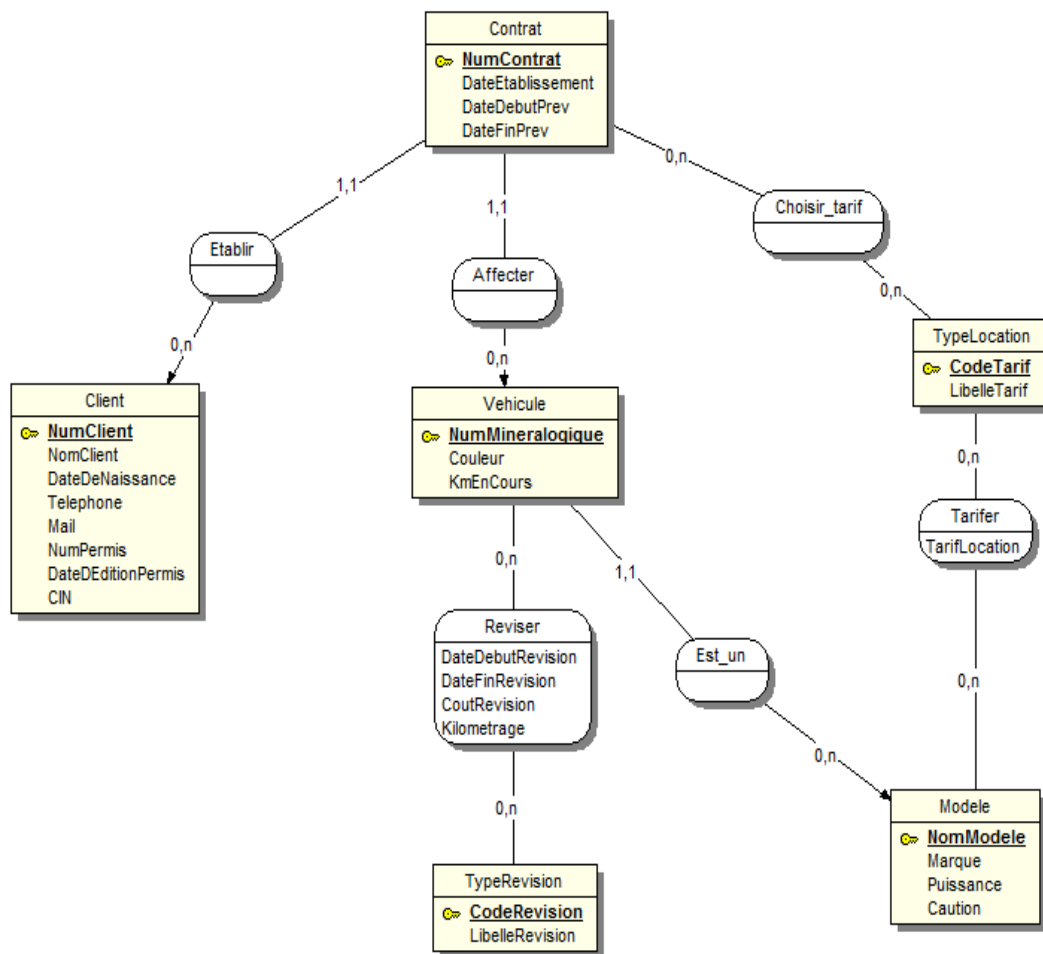 Contrat
NumContrat
DateEtablissement
DateDebutPrev
DateFinPrev
1,1
1,1
0,n
Etablir
Affecter
Choisir_tarif
0,n
0,n
0,n
Client
NumClient
NomClient
DateDeNaissance
Telephone
Mail
NumPermis
DateDEditionPermis
CIN
Vehicule
NumMineralogique
Couleur
KmEnCours
TypeLocation
CodeTarif
LibelleTarif
0,n
1,1
0,n
Reviser
DateDebutRevision
DateFinRevision
CoutRevision
Kilometrage
Est_un
Tarifer
TarifLocation
0,n
0,n
0,n
TypeRevision
CodeRevision
LibelleRevision
Modele
NomModele
Marque
Puissance
Caution